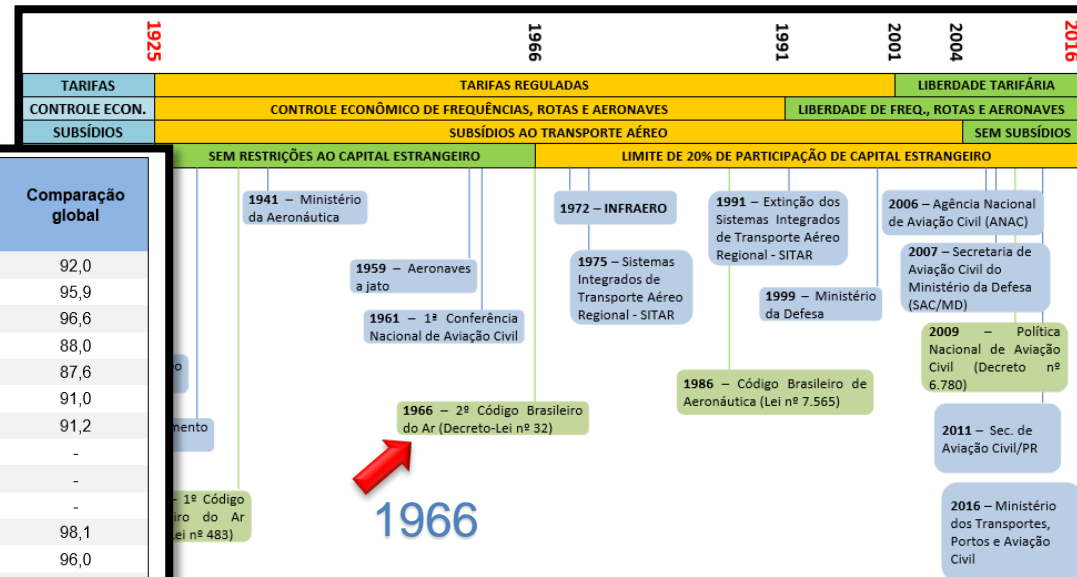 1925
1966
1991
2001
2004
2016
TARIFAS
TARIFAS REGULADAS
LIBERDADE TARIFÁRIA
CONTROLE ECON.
CONTROLE ECONÔMICO DE FREQUÊNCIAS, ROTAS E AERONAVES
LIBERDADE DE FREQ., ROTAS E AERONAVES
SUBSÍDIOS
SUBSÍDIOS AO TRANSPORTE AÉREO
SEM SUBSÍDIOS
SEM RESTRIÇÕES AO CAPITAL ESTRANGEIRO
LIMITE DE 20% DE PARTICIPAÇÃO DE CAPITAL ESTRANGEIRO
Comparação
global
92,0
95,9
96,6
88,0
87,6
91,0
91,2
-
-
-
98,1
96,0
1941 – Ministério
da Aeronáutica
1959 – Aeronaves
a jato
1961 – 1ª Conferência
Nacional de Aviação Civil
1966 – 2º Código Brasileiro
do Ar (Decreto-Lei nº 32)
1966
- 1º Código
iro do Ar
ei nº 483)
1972 – INFRAERO
1975 – Sistemas
Integrados de
Transporte Aéreo
Regional - SITAR
1991 – Extinção dos
Sistemas Integrados
de Transporte Aéreo
Regional - SITAR
1999 – Ministério
da Defesa
1986 – Código Brasileiro de
Aeronáutica (Lei nº 7.565)
2006 – Agência Nacional
de Aviação Civil (ANAC)
2007 – Secretaria de
Aviação Civil do
Ministério da Defesa
(SAC/MD)
2009 – Política
Nacional de Aviação
Civil (Decreto nº
6.780)
2011 – Sec. de
Aviação Civil/PR
2016 – Ministério
dos Transportes,
Portos e Aviação
Civil